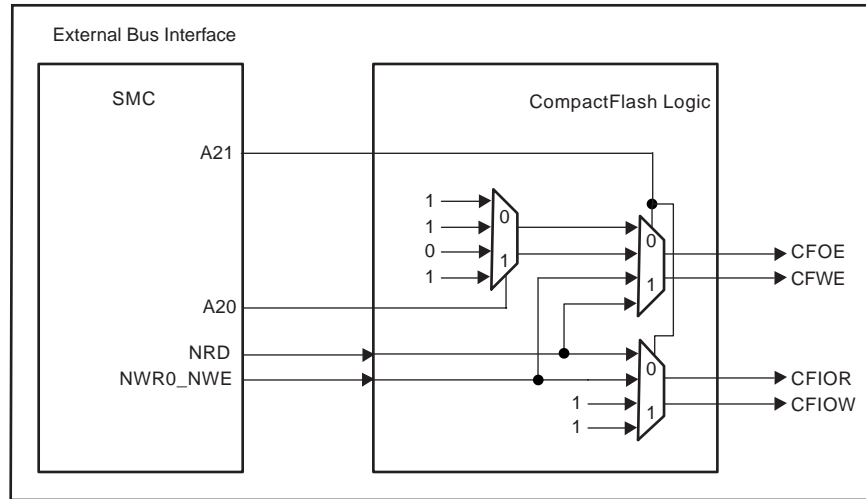 External Bus Interface
SMC
CompactFlash Logic
A21
1
1
0
1
0
1
0
1
CFOE
CFWE
A20
NRD
NWR0_NWE
0
1
1
1
CFIOR
CFIOW